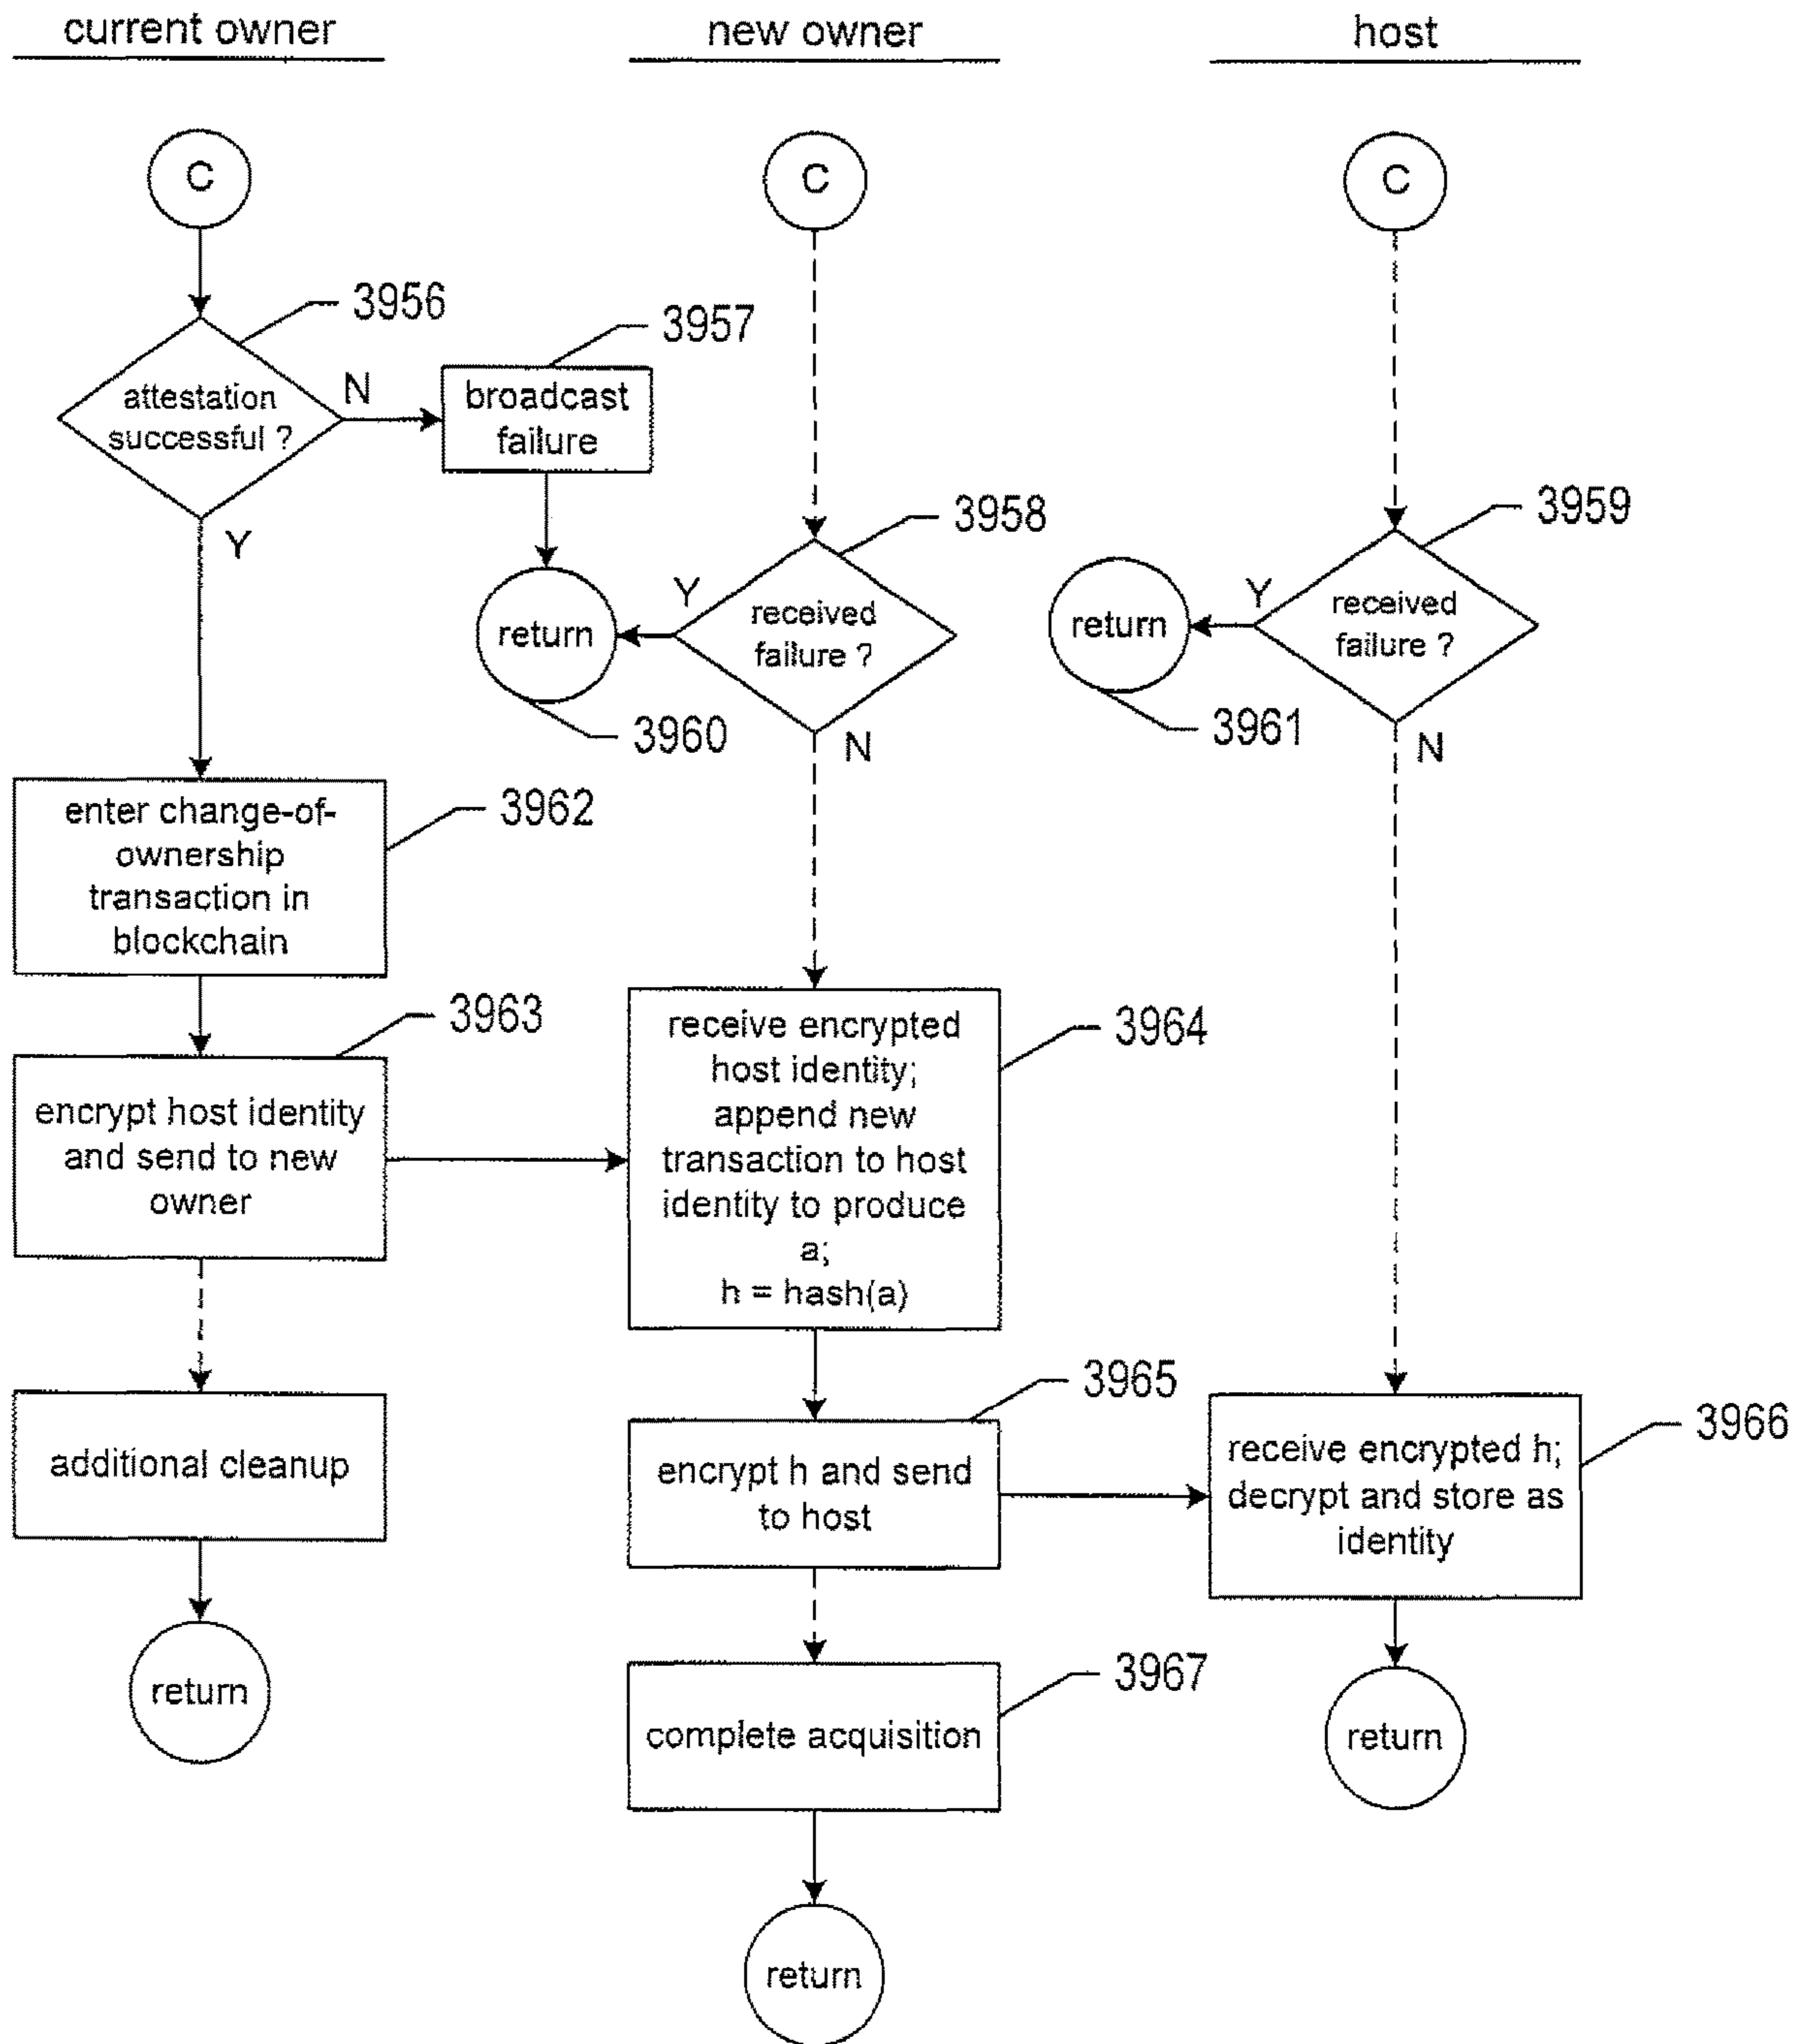 current owner
new owner
host
C
C
C
3956
attestation
successful ?
N
Y
3957
broadcast
failure
return
3960
3958
received
failure ?
Y
N
3959
received
failure ?
Y
N
return
3961
enter change-of-
ownership
transaction in
blockchain
3962
encrypt host identity
and send to new
owner
3963
receive encrypted
host identity;
append new
transaction to host
identity to produce
a;
h = hash(a)
3964
additional cleanup
return
encrypt h and send
to host
3965
receive encrypted h;
decrypt and store as
identity
3966
return
complete acquisition
3967
return